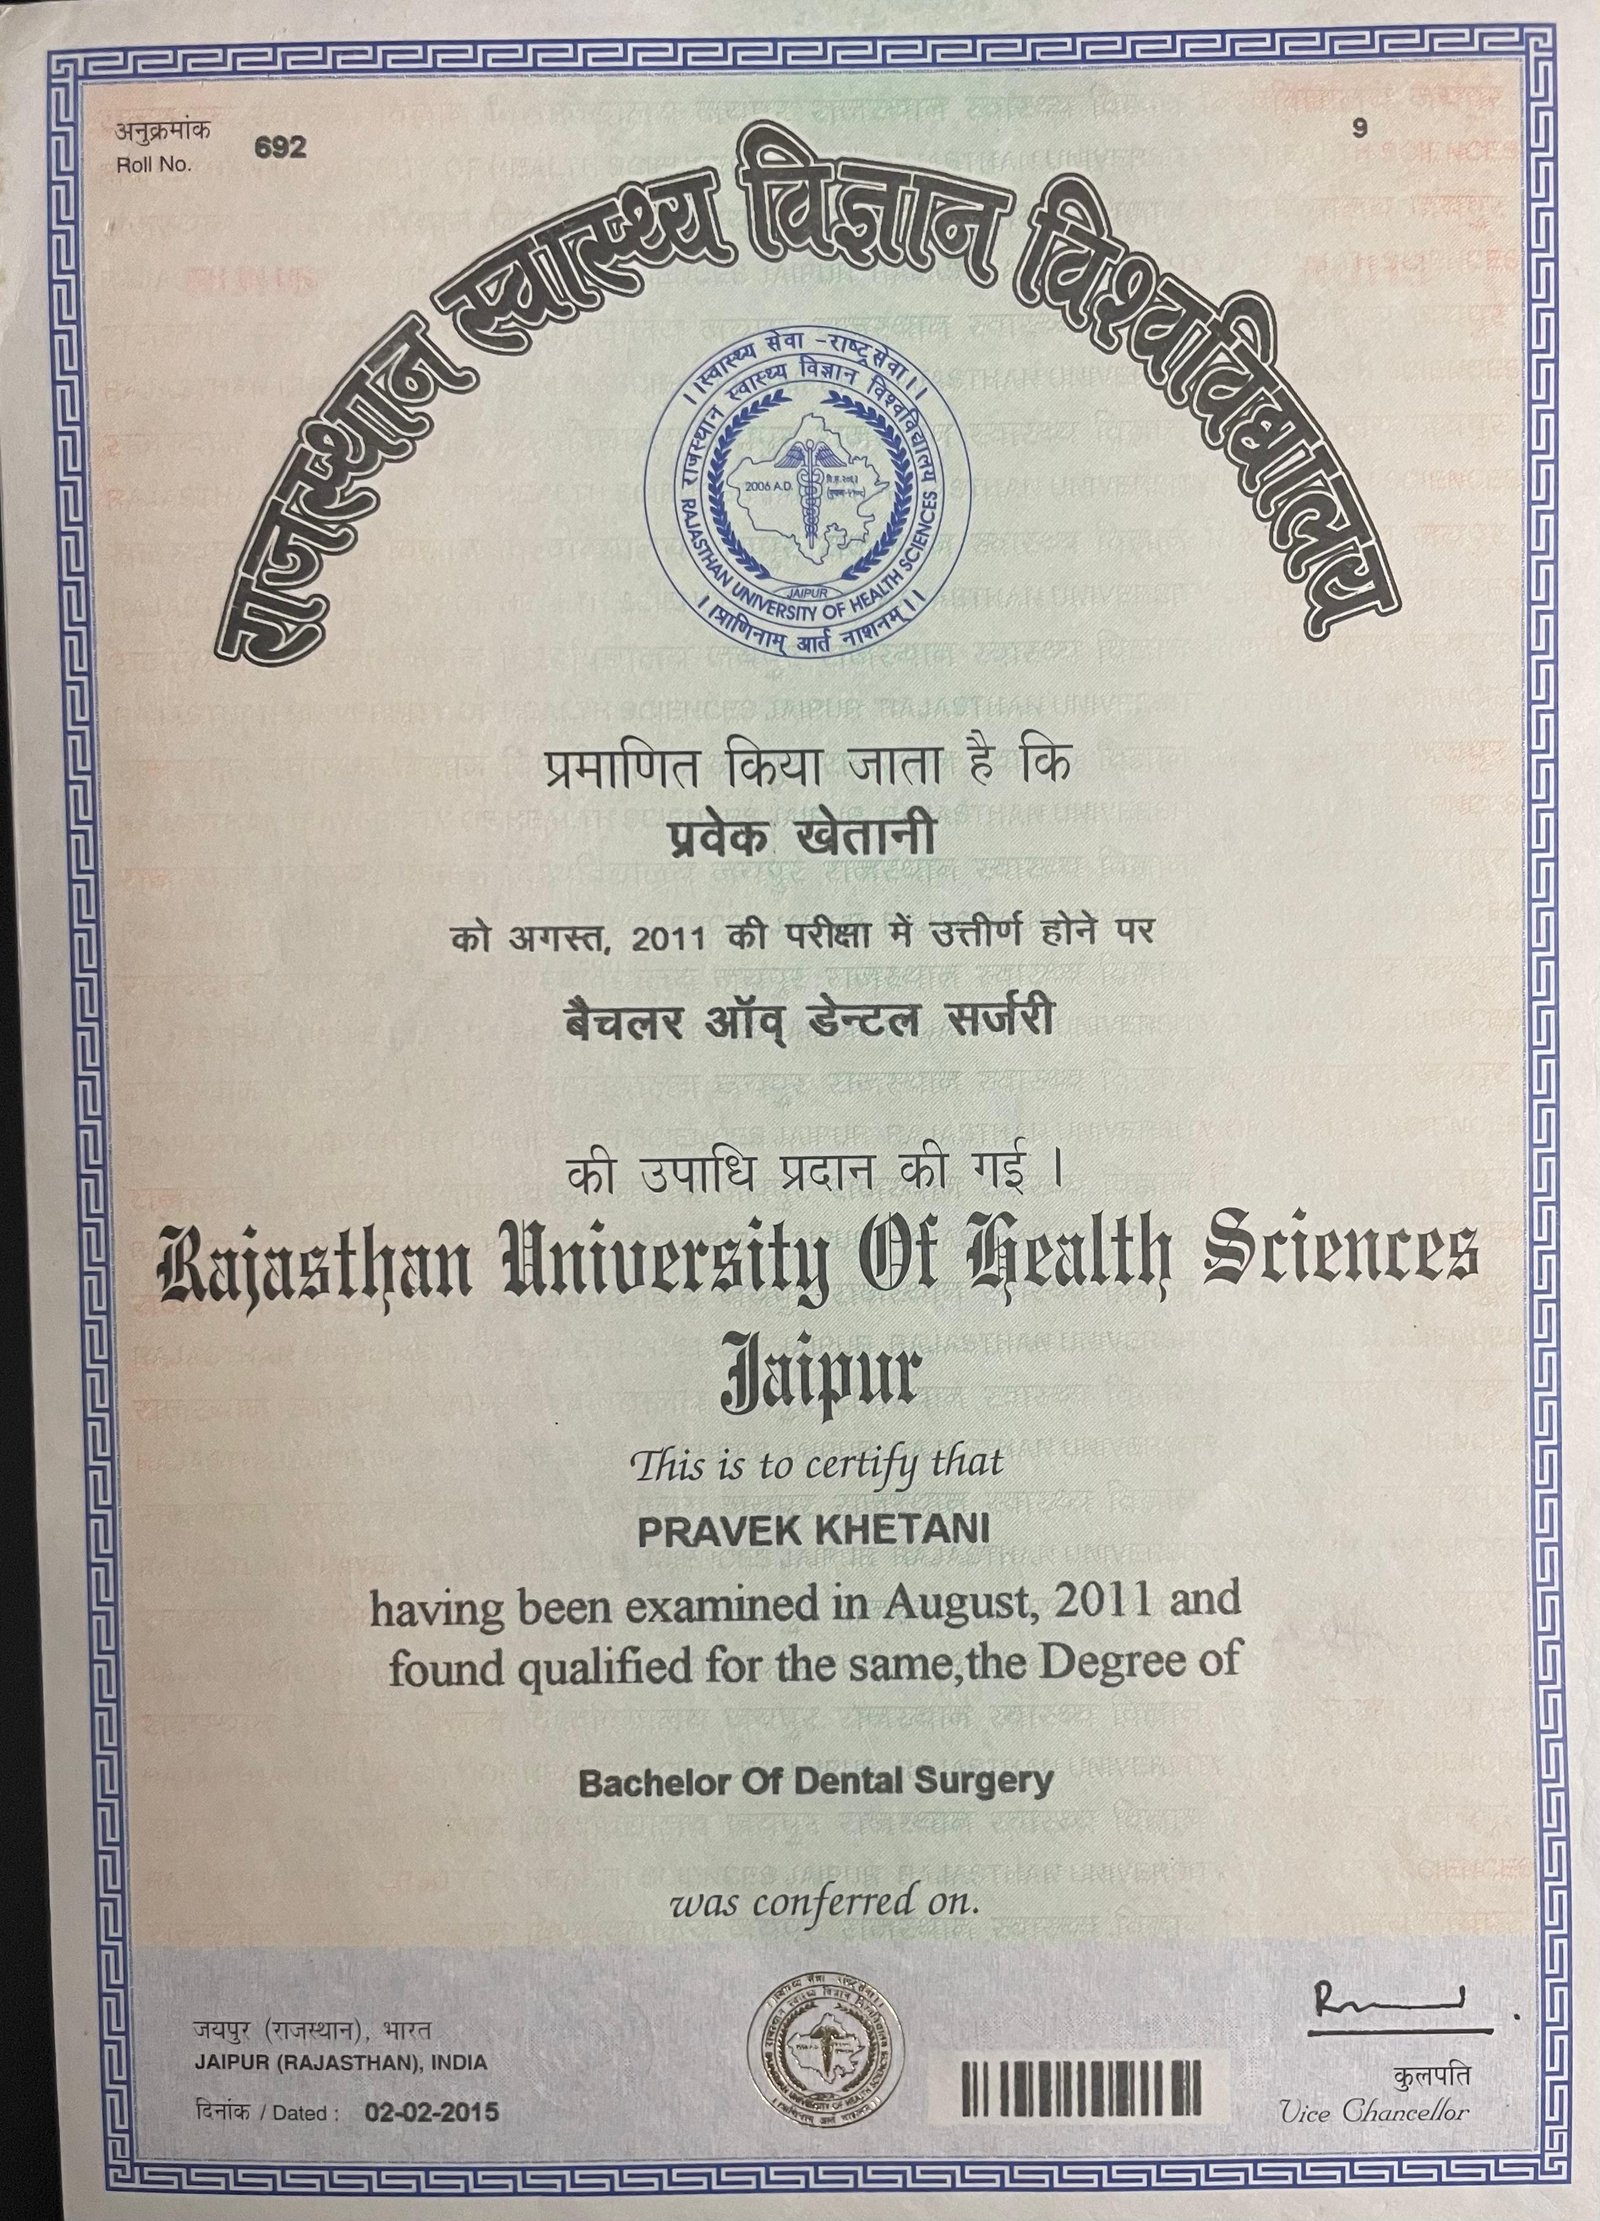 अनुक्रमांक
Roll No. 692
9
राजस्थान स्वास्थ्य विज्ञान विश्वविद्यालय
।।स्वास्थ्य सेवा -राष्ट्र सेवा।।
राजस्थान स्वास्थ्य विज्ञान विश्वविद्यालय
2006 A.D.
JAIPUR
RAJASTHAN UNIVERSITY OF HEALTH SCIENCES
।।प्राणिनाम् आर्त नाशनम्।।
प्रमाणित किया जाता है कि
प्रवेक खेतानी
को अगस्त, 2011 की परीक्षा में उत्तीर्ण होने पर
बैचलर ऑव् डेन्टल सर्जरी
की उपाधि प्रदान की गई ।
Rajasthan University Of Health Sciences
Jaipur
This is to certify that
PRAVEK KHETANI
having been examined in August, 2011 and
found qualified for the same,the Degree of
Bachelor Of Dental Surgery
was conferred on.
जयपुर (राजस्थान), भारत
JAIPUR (RAJASTHAN), INDIA
दिनांक / Dated : 02-02-2015
कुलपति
Vice Chancellor